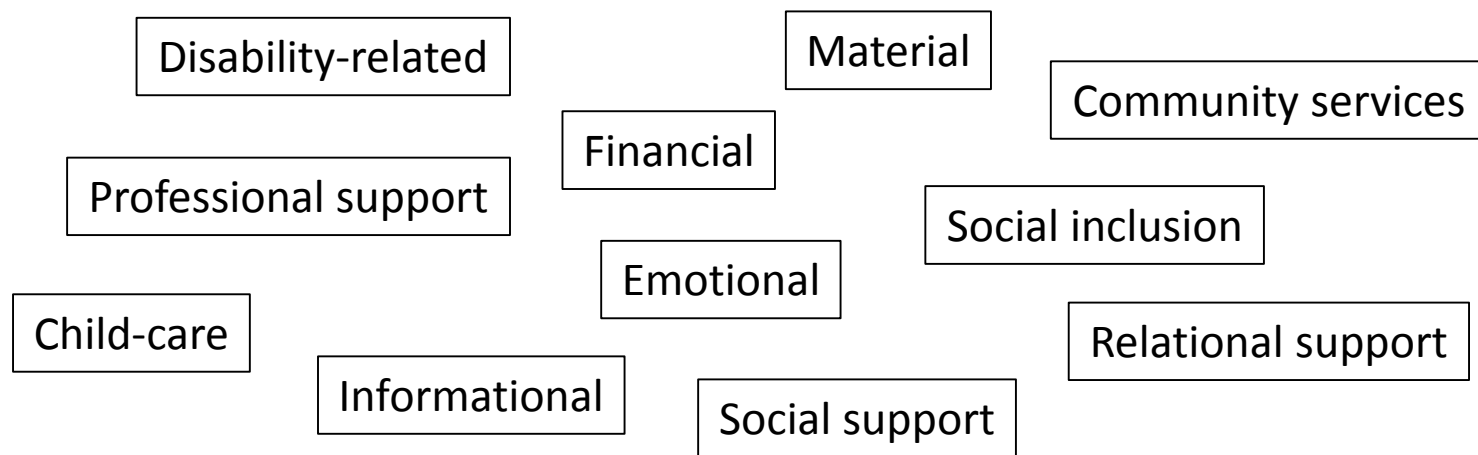 Disability-related
Material
Community services
Financial
Professional support
Social inclusion
Emotional
Child-care
Relational support
Informational
Social support